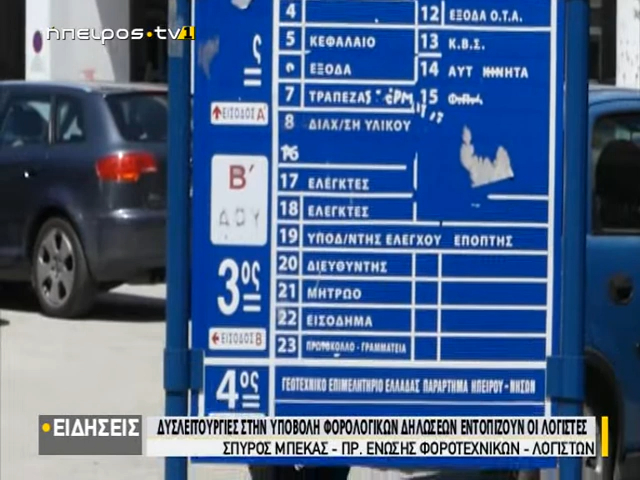 ηπειρος·tv1
4
12 ΕΞΟΔΑ Ο.Τ.Α.
5 ΚΕΦΑΛΑΙΟ 13 Κ.Β.Σ.
ΕΞΟΔΑ 14 ΑΥΤ ΚΙΝΗΤΑ
7 ΤΡΑΠΕΖΑΣ 15 Φ.Π.Α
ΕΙΣΟΔΟΣ Α
8 ΔΙΑΧ/ΣΗ ΥΛΙΚΟΥ
16
Β΄
ΔΟΥ
17 ΕΛΕΓΚΤΕΣ
18 ΕΛΕΓΚΤΕΣ
19 ΥΠΟΔ/ΝΤΗΣ ΕΛΕΓΧΟΥ ΕΠΟΠΤΗΣ
3ος
20 ΔΙΕΥΘΥΝΤΗΣ
21 ΜΗΤΡΩΟ
22 ΕΙΣΟΔΗΜΑ
ΕΙΣΟΔΟΣ Β
23 ΠΡΩΤΟΚΟΛΛΟ - ΓΡΑΜΜΑΤΕΙΑ
4ος
ΓΕΩΤΕΧΝΙΚΟ ΕΠΙΜΕΛΗΤΗΡΙΟ ΕΛΛΑΔΑΣ ΠΑΡΑΡΤΗΜΑ ΗΠΕΙΡΟΥ - ΝΗΣΩΝ
•ΕΙΔΗΣΕΙΣ
ΔΥΣΛΕΙΤΟΥΡΓΙΕΣ ΣΤΗΝ ΥΠΟΒΟΛΗ ΦΟΡΟΛΟΓΙΚΩΝ ΔΗΛΩΣΕΩΝ ΕΝΤΟΠΙΖΟΥΝ ΟΙ ΛΟΓΙΣΤΕΣ
ΣΠΥΡΟΣ ΜΠΕΚΑΣ - ΠΡ. ΕΝΩΣΗΣ ΦΟΡΟΤΕΧΝΙΚΩΝ - ΛΟΓΙΣΤΩΝ